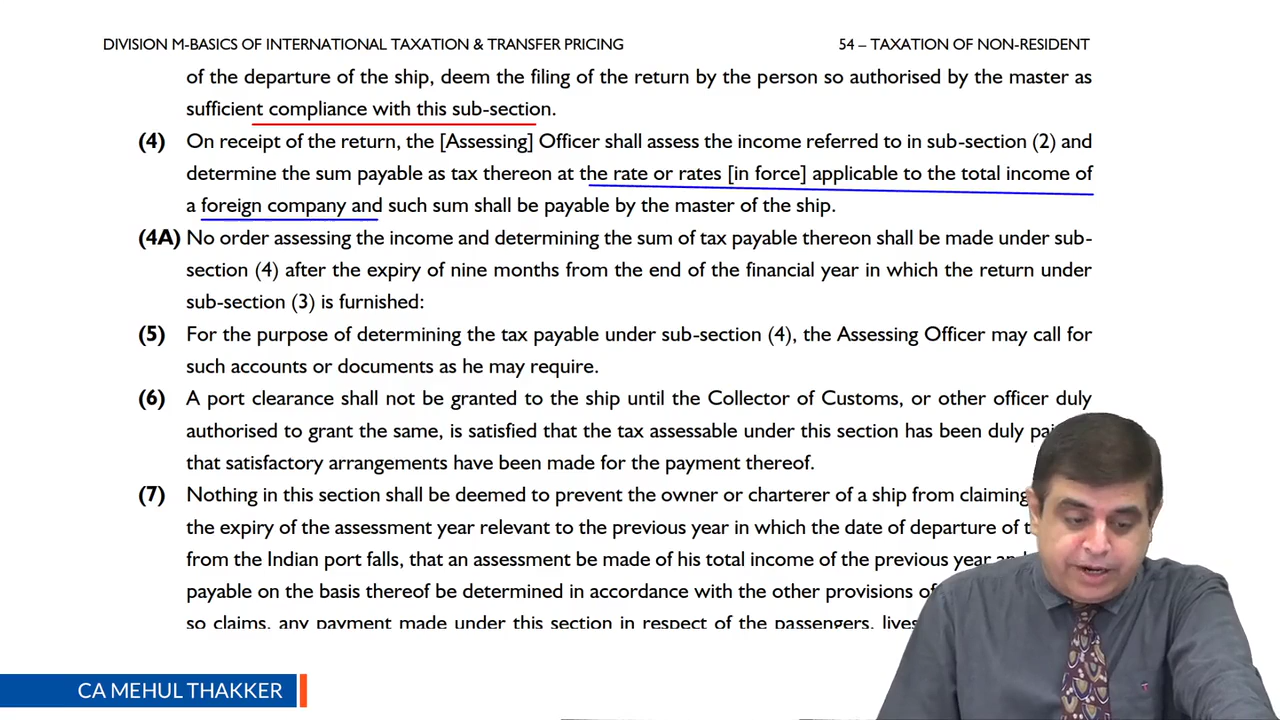 DIVISION M-BASICS OF INTERNATIONAL TAXATION & TRANSFER PRICING 54 – TAXATION OF NON-RESIDENT
of the departure of the ship, deem the filing of the return by the person so authorised by the master as
sufficient compliance with this sub-section.
(4) On receipt of the return, the [Assessing] Officer shall assess the income referred to in sub-section (2) and
determine the sum payable as tax thereon at the rate or rates [in force] applicable to the total income of
a foreign company and such sum shall be payable by the master of the ship.
(4A) No order assessing the income and determining the sum of tax payable thereon shall be made under sub-
section (4) after the expiry of nine months from the end of the financial year in which the return under
sub-section (3) is furnished:
(5) For the purpose of determining the tax payable under sub-section (4), the Assessing Officer may call for
such accounts or documents as he may require.
(6) A port clearance shall not be granted to the ship until the Collector of Customs, or other officer duly
authorised to grant the same, is satisfied that the tax assessable under this section has been duly
that satisfactory arrangements have been made for the payment thereof.
(7) Nothing in this section shall be deemed to prevent the owner or charterer of a ship from claiming
the expiry of the assessment year relevant to the previous year in which the date of departure of
from the Indian port falls, that an assessment be made of his total income of the previous year
payable on the basis thereof be determined in accordance with the other provisions of
so claims, any payment made under this section in respect of the passengers,
CA MEHUL THAKKER